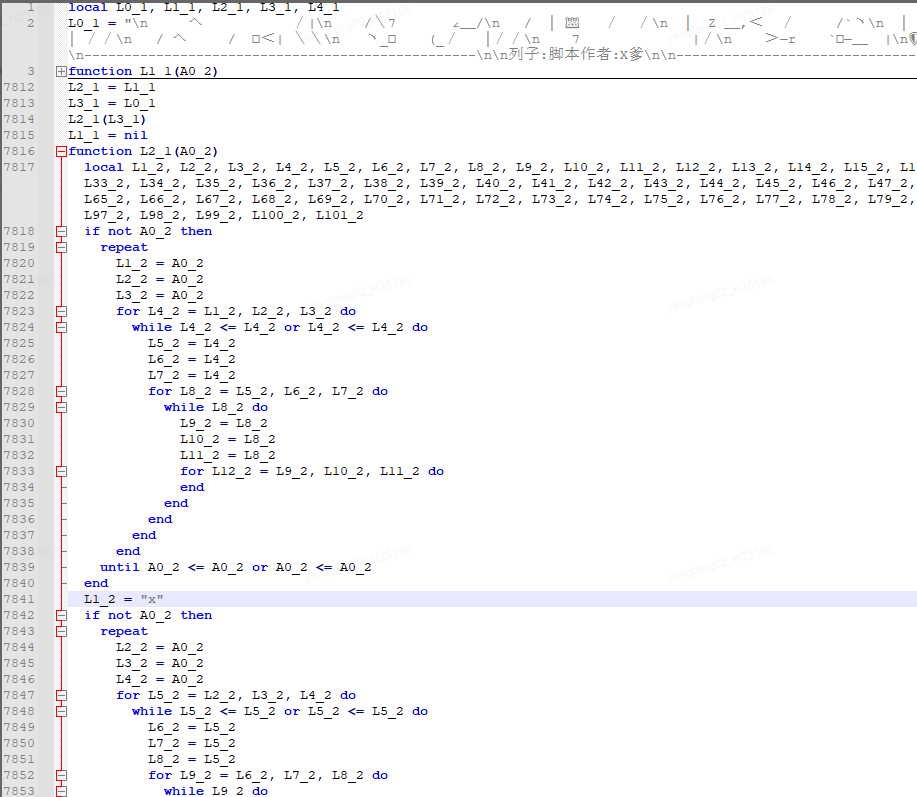 1 local L0_1, L1_1, L2_1, L3_1, L4_1
2 L0_1 = "\n
\n
\n\n列子:脚本作者:X爹\n\n
3 function L1_1(A0_2)
7812 L2_1 = L1_1
7813 L3_1 = L0_1
7814 L2_1(L3_1)
7815 L1_1 = nil
7816 function L2_1(A0_2)
7817 local L1_2, L2_2, L3_2, L4_2, L5_2, L6_2, L7_2, L8_2, L9_2, L10_2, L11_2, L12_2, L13_2, L14_2, L15_2, L1
L33_2, L34_2, L35_2, L36_2, L37_2, L38_2, L39_2, L40_2, L41_2, L42_2, L43_2, L44_2, L45_2, L46_2, L47_2,
L65_2, L66_2, L67_2, L68_2, L69_2, L70_2, L71_2, L72_2, L73_2, L74_2, L75_2, L76_2, L77_2, L78_2, L79_2,
L97_2, L98_2, L99_2, L100_2, L101_2
7818 if not A0_2 then
7819 repeat
7820 L1_2 = A0_2
7821 L2_2 = A0_2
7822 L3_2 = A0_2
7823 for L4_2 = L1_2, L2_2, L3_2 do
7824 while L4_2 <= L4_2 or L4_2 <= L4_2 do
7825 L5_2 = L4_2
7826 L6_2 = L4_2
7827 L7_2 = L4_2
7828 for L8_2 = L5_2, L6_2, L7_2 do
7829 while L8_2 do
7830 L9_2 = L8_2
7831 L10_2 = L8_2
7832 L11_2 = L8_2
7833 for L12_2 = L9_2, L10_2, L11_2 do
7834 end
7835 end
7836 end
7837 end
7838 end
7839 until A0_2 <= A0_2 or A0_2 <= A0_2
7840 end
7841 L1_2 = "x"
7842 if not A0_2 then
7843 repeat
7844 L2_2 = A0_2
7845 L3_2 = A0_2
7846 L4_2 = A0_2
7847 for L5_2 = L2_2, L3_2, L4_2 do
7848 while L5_2 <= L5_2 or L5_2 <= L5_2 do
7849 L6_2 = L5_2
7850 L7_2 = L5_2
7851 L8_2 = L5_2
7852 for L9_2 = L6_2, L7_2, L8_2 do
7853 while L9_2 do